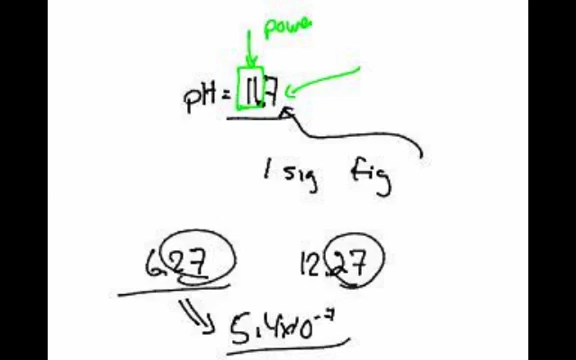 power
pH = 11.7
1 sig fig
6.27 12.27
5.4x10⁻⁷